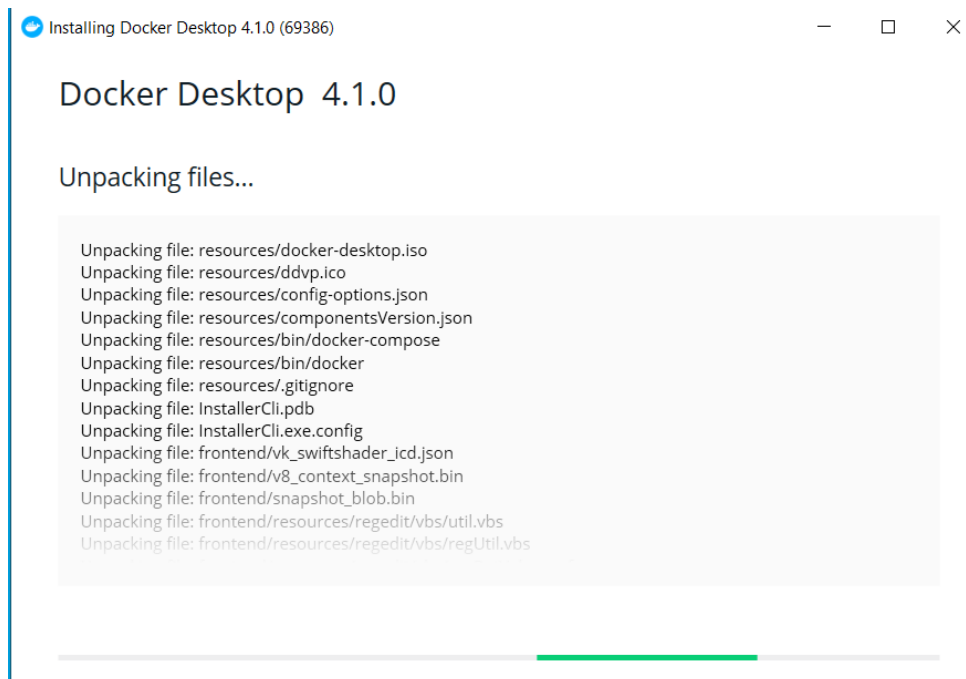 Installing Docker Desktop 4.1.0 (69386)
Docker Desktop 4.1.0
Unpacking files...
Unpacking file: resources/docker-desktop.iso
Unpacking file: resources/ddvp.ico
Unpacking file: resources/config-options.json
Unpacking file: resources/componentsVersion.json
Unpacking file: resources/bin/docker-compose
Unpacking file: resources/bin/docker
Unpacking file: resources/.gitignore
Unpacking file: InstallerCli.pdb
Unpacking file: InstallerCli.exe.config
Unpacking file: frontend/vk_swiftshader_icd.json
Unpacking file: frontend/v8_context_snapshot.bin
Unpacking file: frontend/snapshot_blob.bin
Unpacking file: frontend/resources/regedit/vbs/util.vbs
Unpacking file: frontend/resources/regedit/vbs/regUtil.vbs